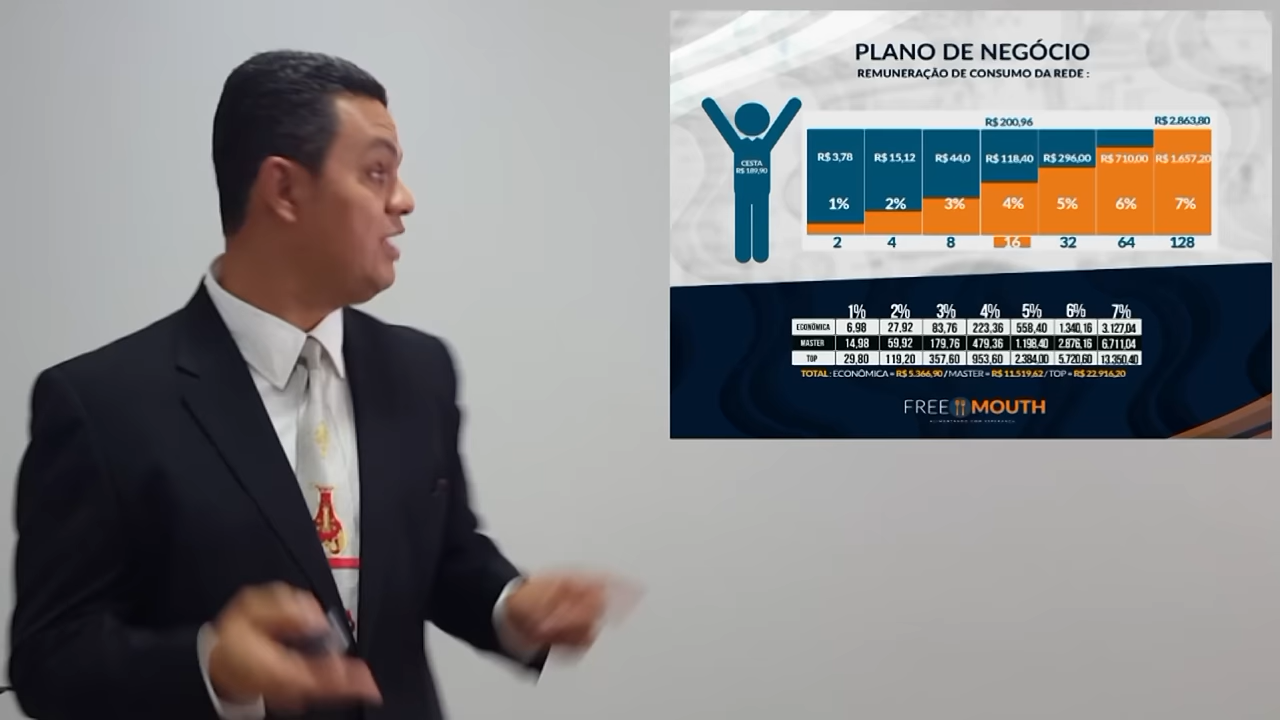 PLANO DE NEGÓCIO
REMUNERAÇÃO DE CONSUMO DA REDE :
R$ 200,96 R$ 2.863,80
CESTA
R$ 189,90
R$ 3,78 R$ 15,12 R$ 44,0 R$ 118,40 R$ 296,00 R$ 710,00 R$ 1.657,20
1% 2% 3% 4% 5% 6% 7%
2 4 8 16 32 64 128
1% 2% 3% 4% 5% 6% 7%
ECONÔMICA 6.98 27,92 83,76 223,36 558,40 1.340,16 3.127,04
MASTER 14,98 59,92 179,76 479,36 1.198,40 2.876,16 6.711,04
TOP 29,80 119,20 357,60 953,60 2.384,00 5.720,60 13.350,40
TOTAL: ECONÔMICA = R$ 5.366,90 / MASTER = R$ 11.519,62 / TOP = R$ 22.916,20
FREE MOUTH